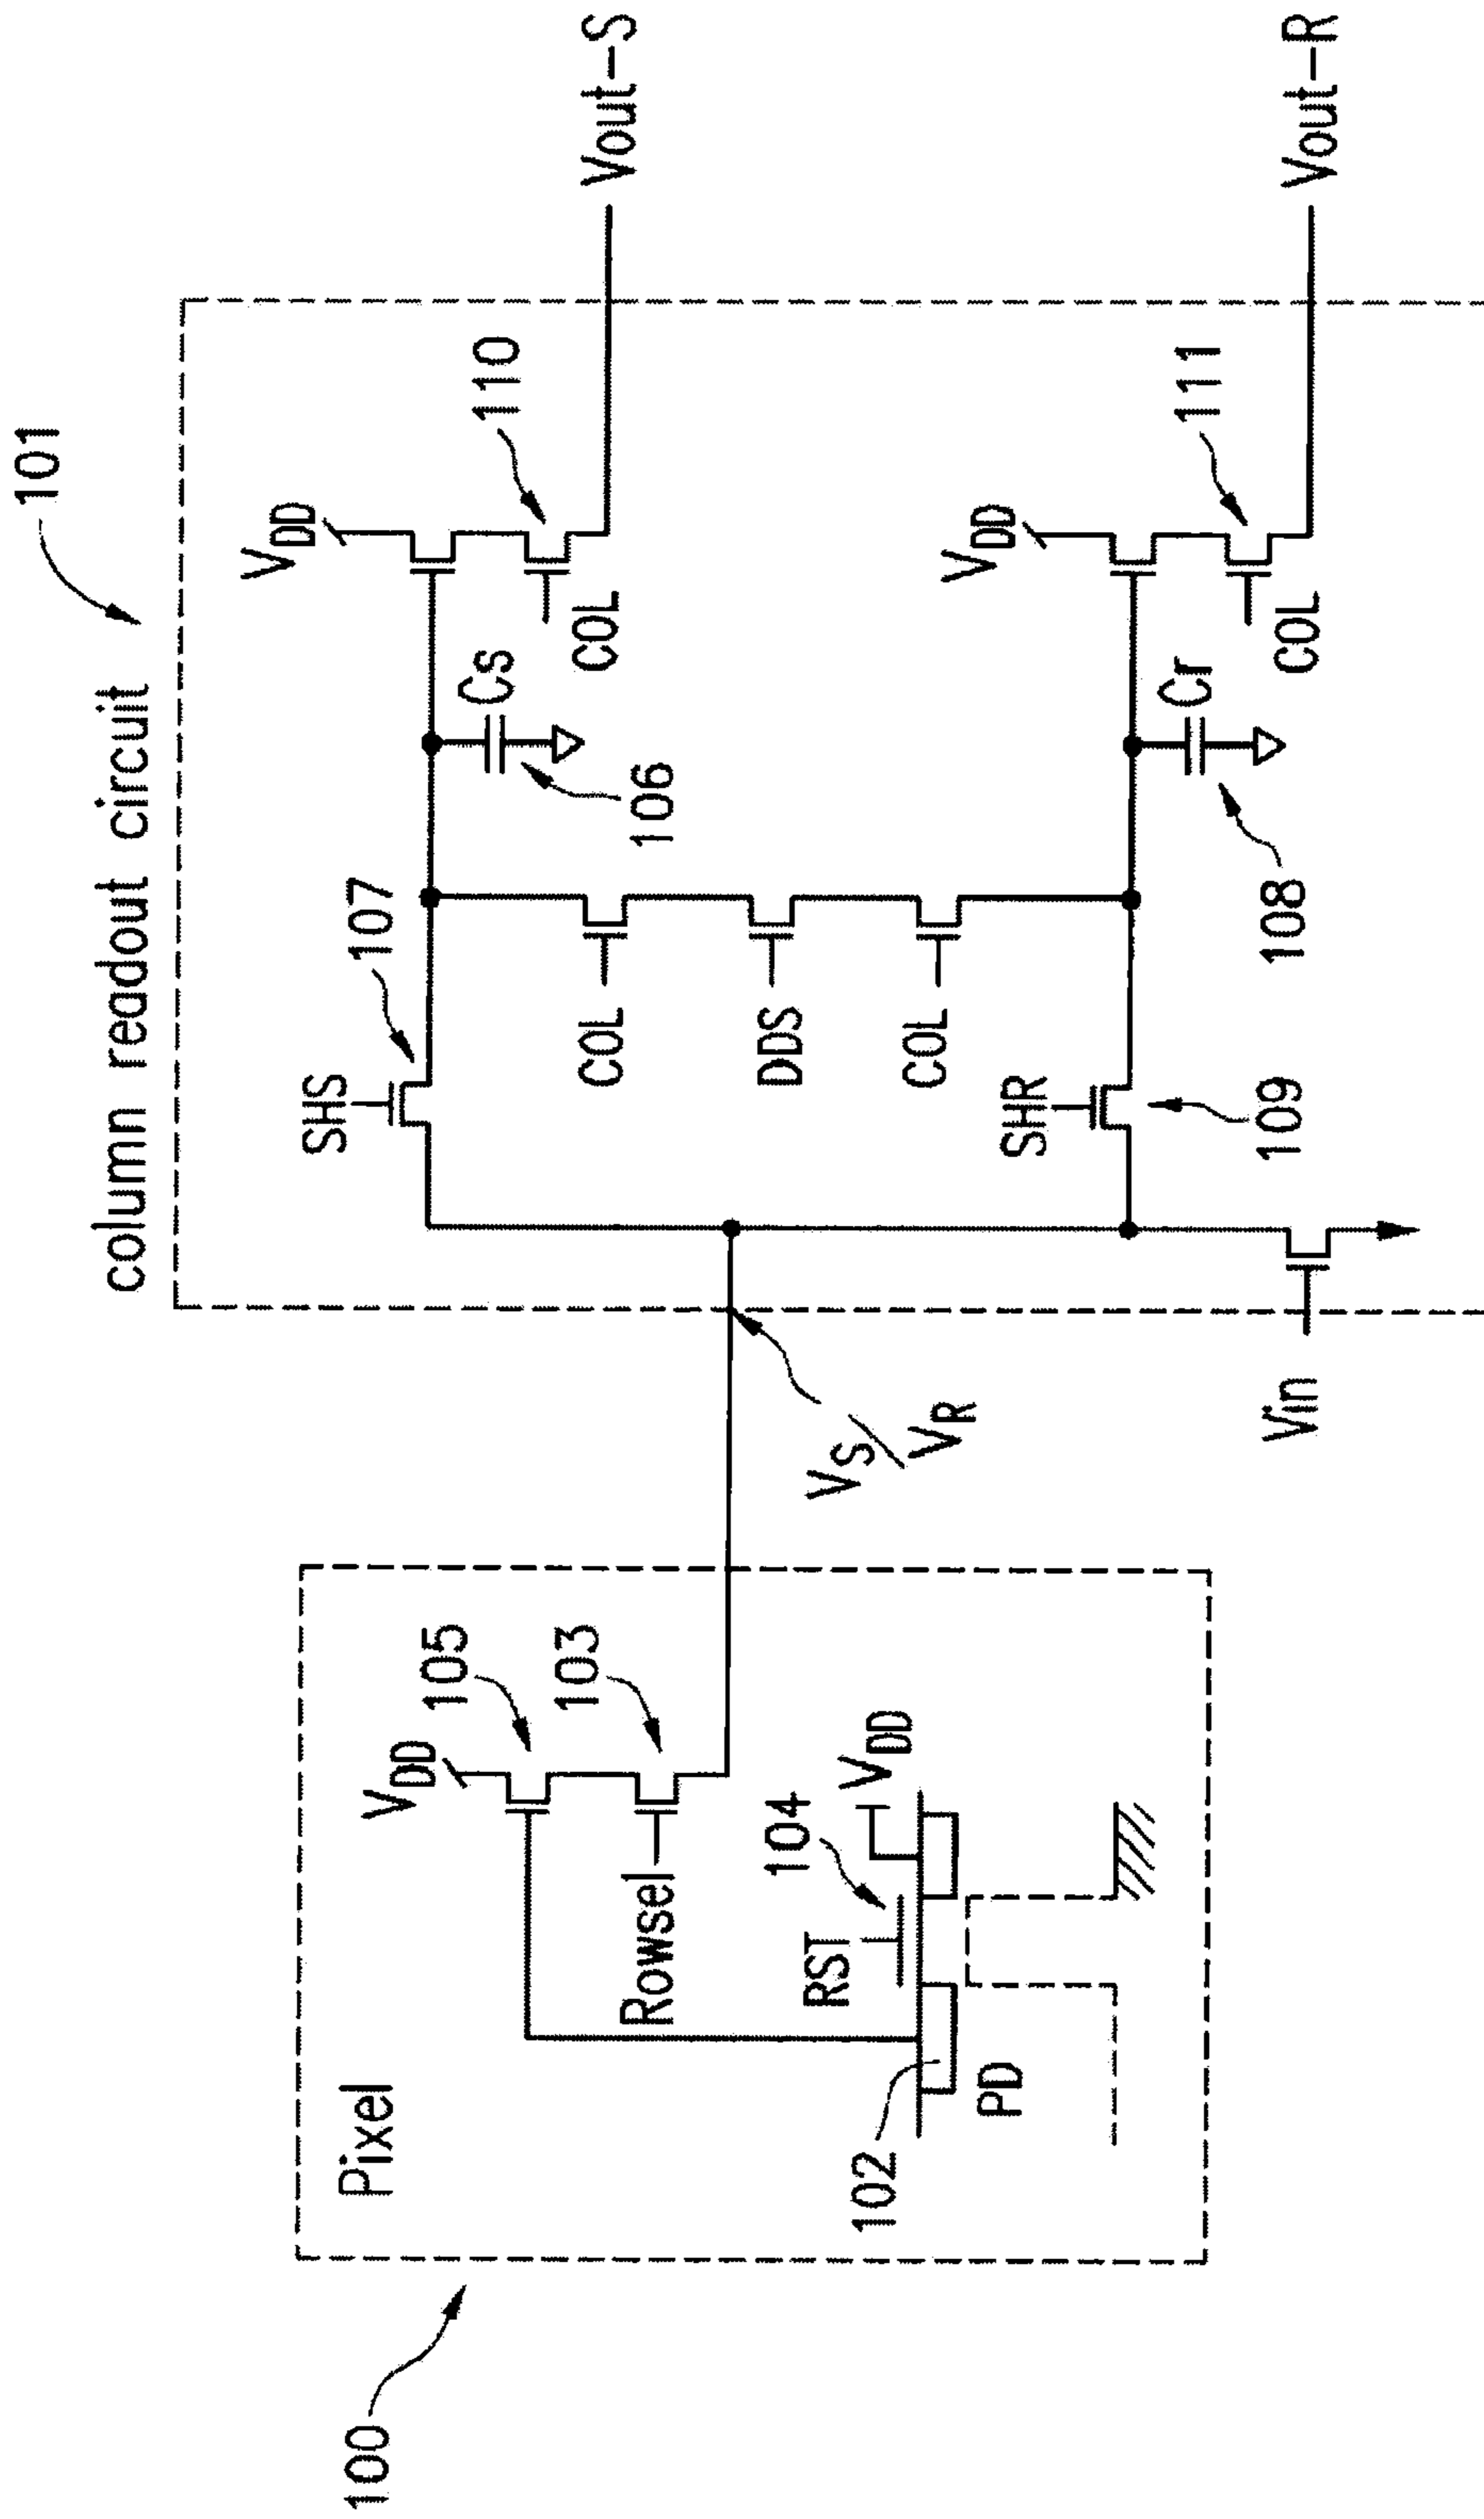 101
column readout circuit
VDD
110
Vout-S
SHS
107
Cs
106
COL
COL
DDS
COL
VDD
111
Vout-R
SHR
109
Cr
108
COL
VS/VR
Vin
100
Pixel
VDD
105
103
Rowsel
RST
104
VDD
102
PD